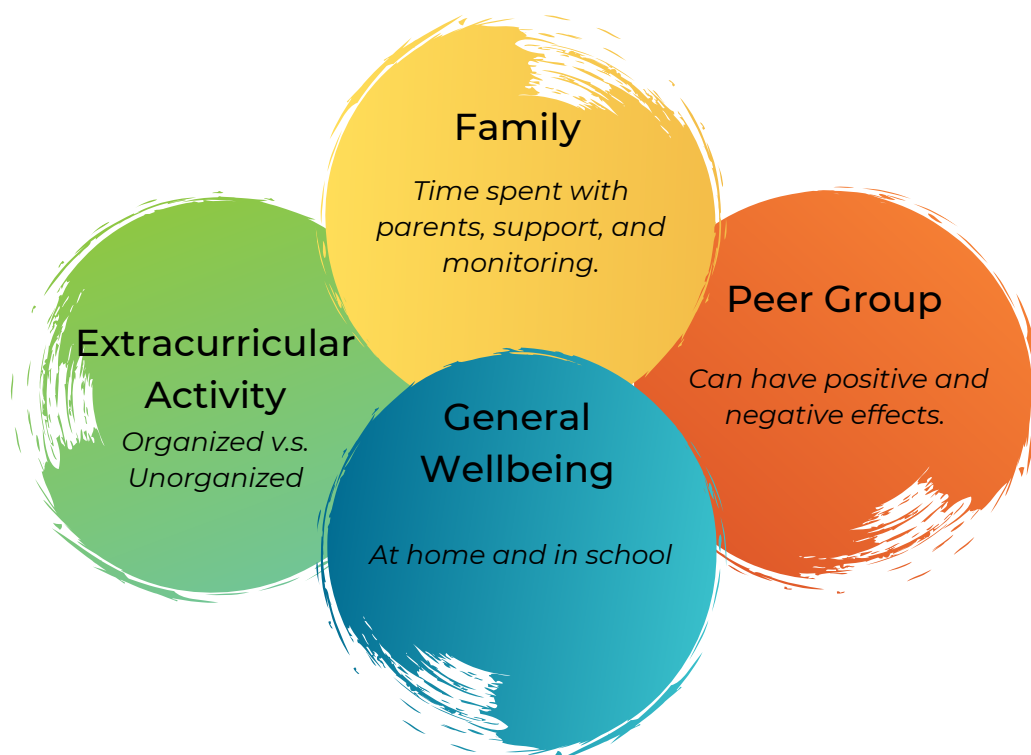 Family
Time spent with
parents, support, and
monitoring.
Extracurricular
Activity
Organized v.s.
Unorganized
Peer Group
Can have positive and
negative effects.
General
Wellbeing
At home and in school